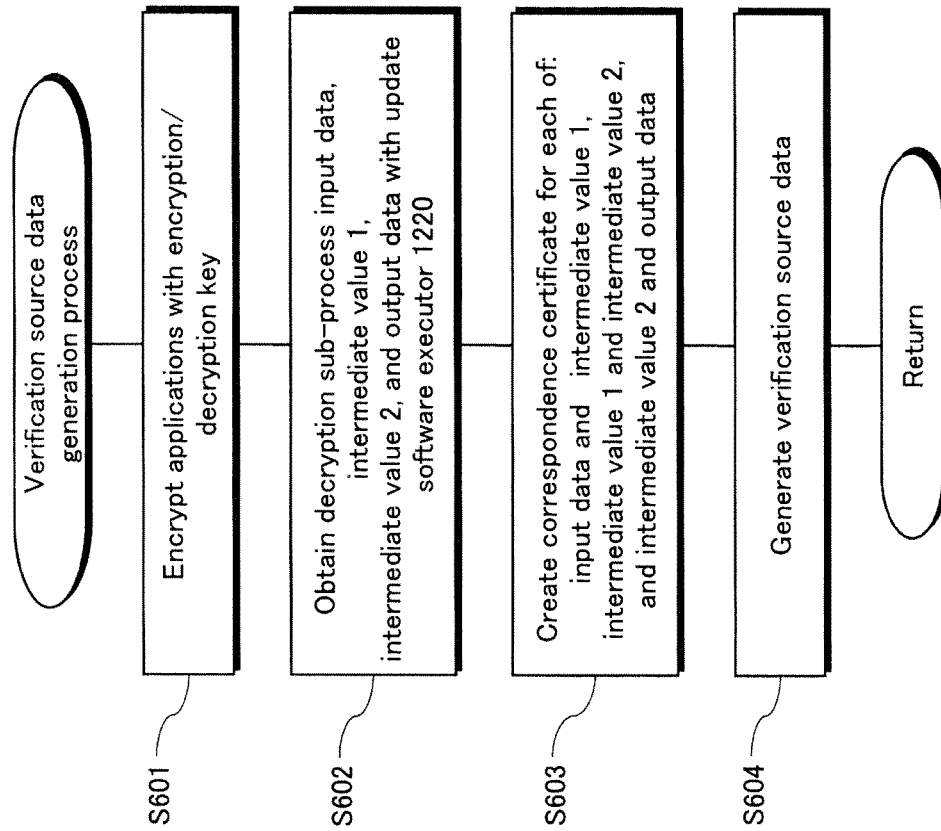 Verification source data
generation process
S601
Encrypt applications with encryption/
decryption key
S602
Obtain decryption sub-process input data,
intermediate value 1,
intermediate value 2, and output data with update
software executor 1220
S603
Create correspondence certificate for each of:
input data and intermediate value 1,
intermediate value 1 and intermediate value 2,
and intermediate value 2 and output data
S604
Generate verification source data
Return